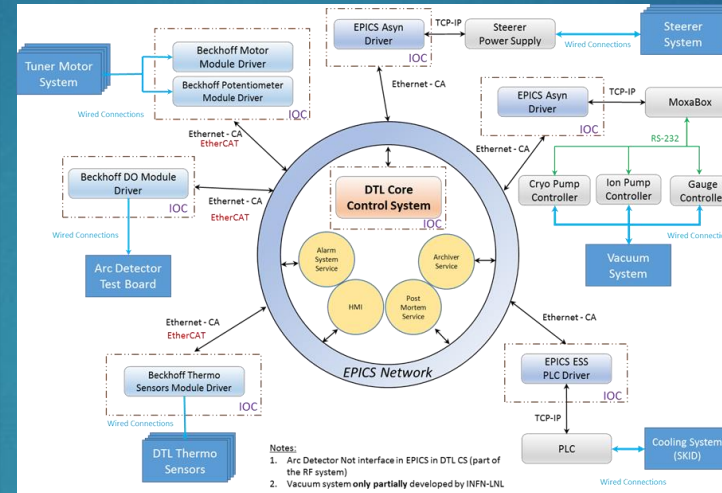 EPICS Asyn
Driver
IOC
TCP-IP
Steerer
Power Supply
Wired Connections
Steerer
System
Tuner Motor
System
Wired Connections
Beckhoff Motor
Module Driver
Beckhoff Potentiometer
Module Driver
IOC
Ethernet - CA
EtherCAT
Ethernet - CA
EPICS Asyn
Driver
IOC
TCP-IP
MoxaBox
Ethernet - CA
RS-232
Cryo Pump
Controller
Ion Pump
Controller
Gauge
Controlle
Wired Connectio
Vacuum
System
Beckhoff DO Module
Driver
IOC
Ethernet - CA
EtherCAT
Wired Connections
Arc Detector
Test Board
DTL Core
Control System
IOC
Alarm
System
Service
Archiver
Service
HMI
Post
Mortem
Service
EPICS Network
Ethernet - CA
EtherCAT
Beckhoff Thermo
Sensors Module Driver
IOC
Wired Connections
DTL Thermo
Sensors
Ethernet - CA
EPICS ESS
PLC Driver
IOC
TCP-IP
PLC
Cooling System
(SKID)
Wired Connections
Notes:
1. Arc Detector Not interface in EPICS in DTL CS (part of
the RF system)
2. Vacuum system only partially developed by INFN-LNL